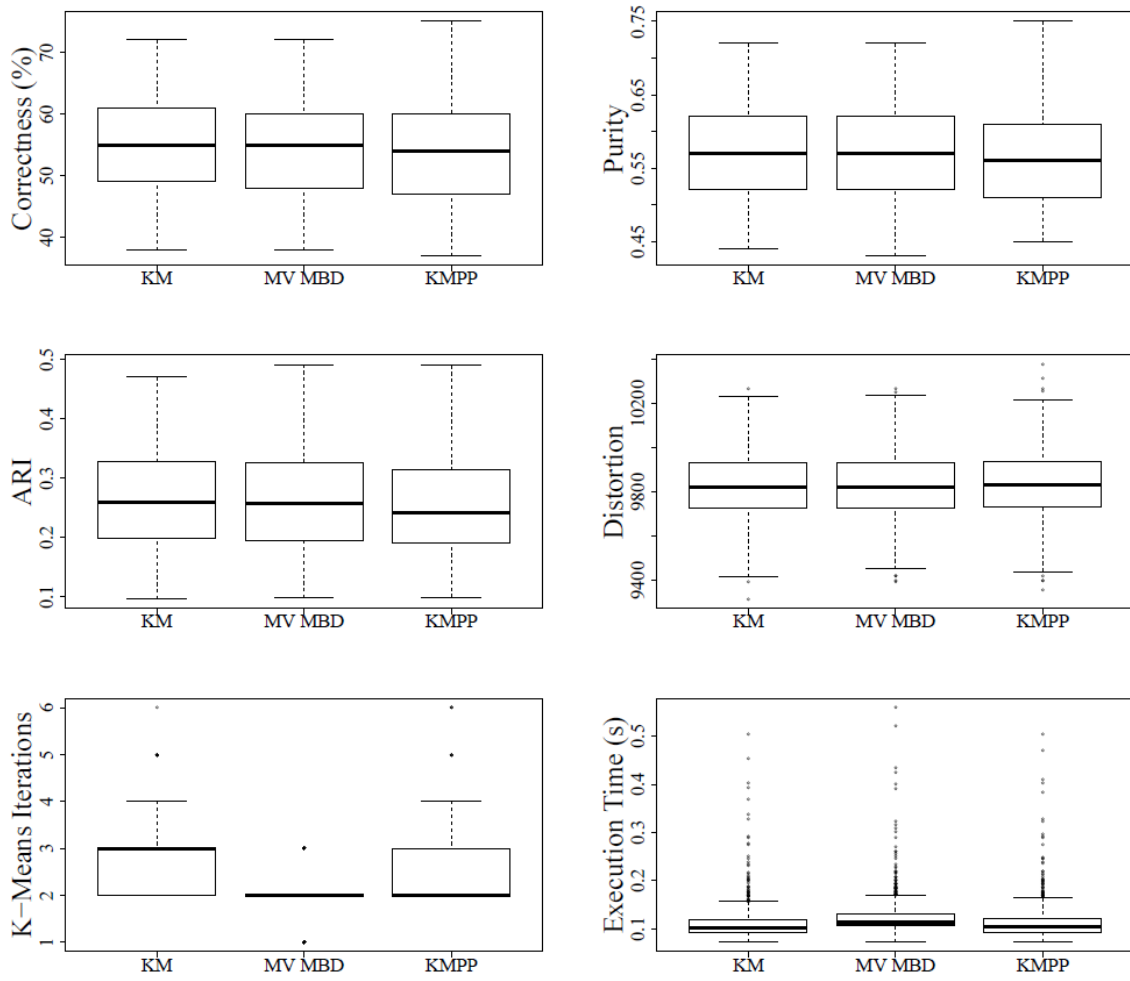 Correctness (%)
70
60
50
40
KM MV MBD KMPP
Purity
0.75
0.65
0.55
0.45
KM MV MBD KMPP
ARI
0.5
0.4
0.3
0.2
0.1
KM MV MBD KMPP
Distortion
10200
9800
9400
KM MV MBD KMPP
K−Means Iterations
6
5
4
3
2
1
KM MV MBD KMPP
Execution Time (s)
0.5
0.4
0.3
0.2
0.1
KM MV MBD KMPP